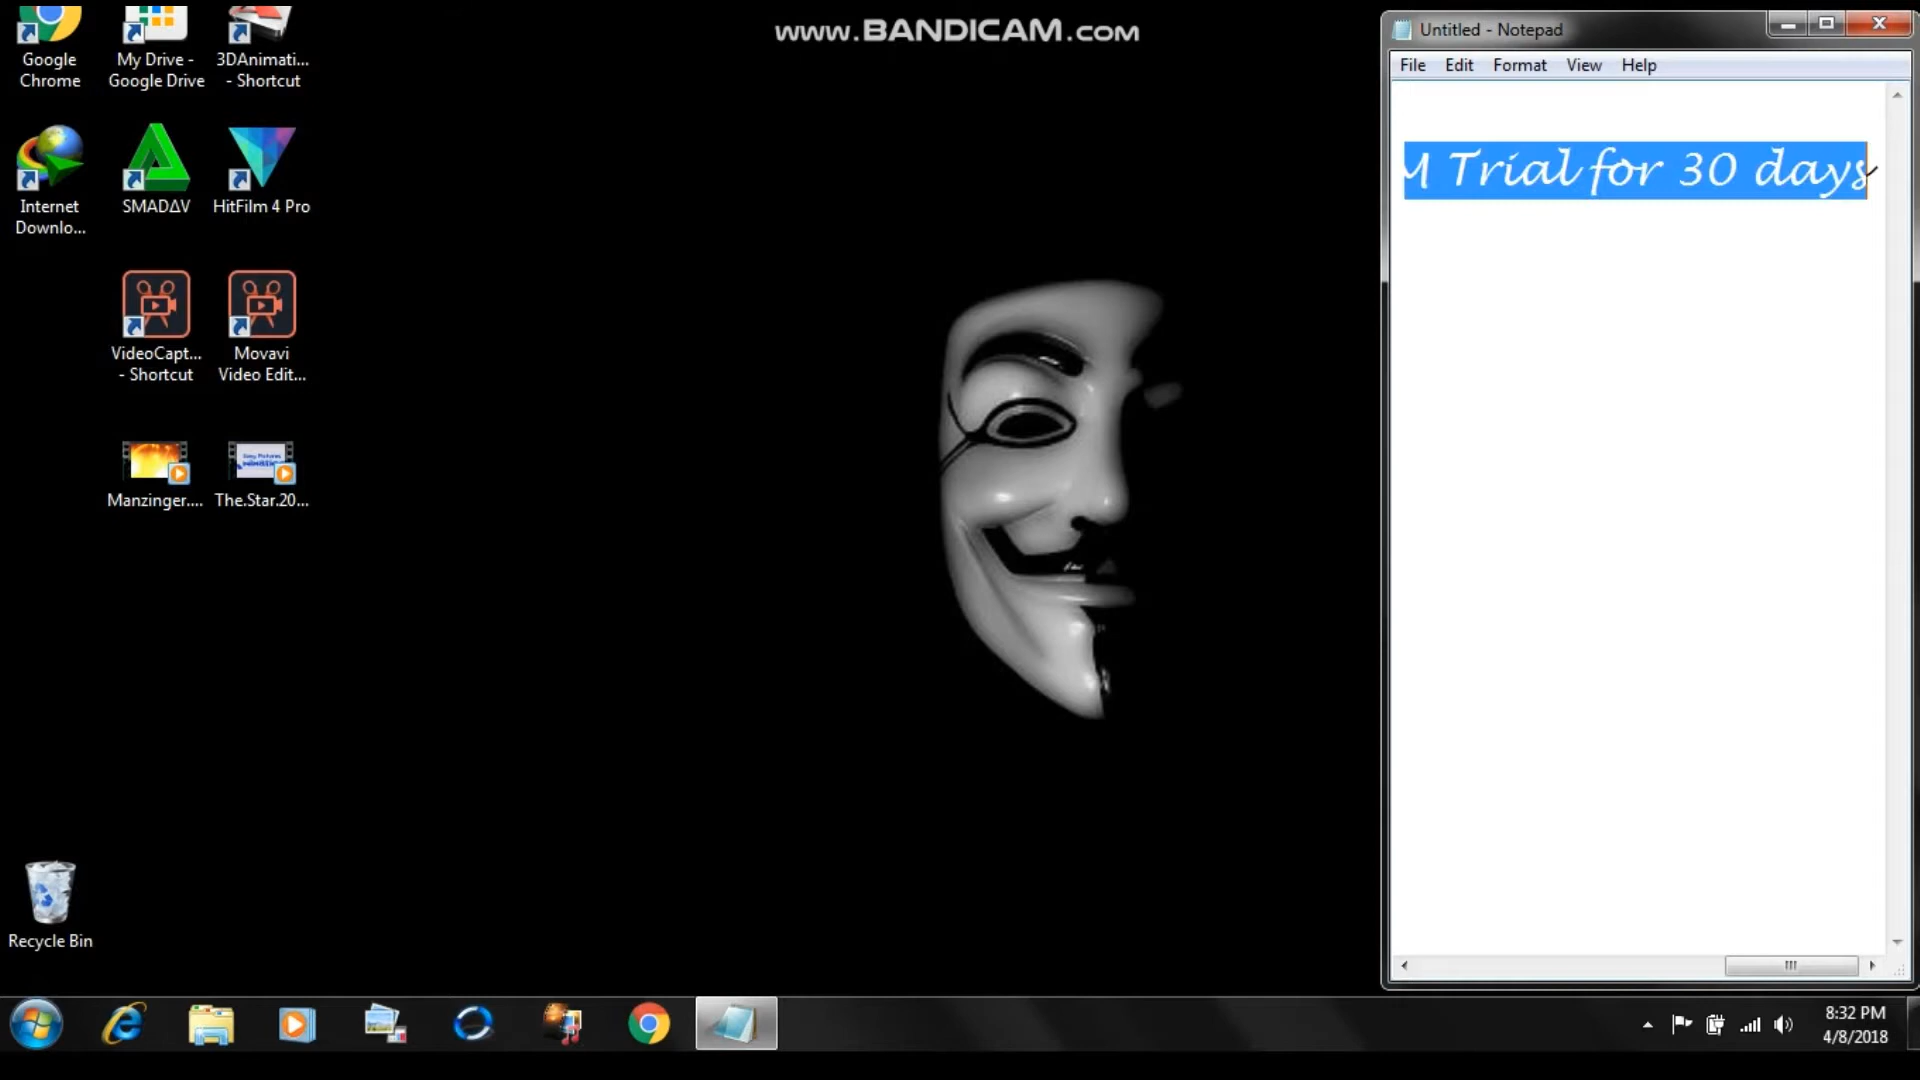 www.BANDICAM.com
Google
Chrome
My Drive -
Google Drive
3DAnimati...
- Shortcut
Internet
Downlo...
SMADΔV
HitFilm 4 Pro
VideoCapt...
- Shortcut
Movavi
Video Edit...
Manzinger....
The.Star.20...
Recycle Bin
Untitled - Notepad
File Edit Format View Help
M Trial for 30 days
8:32 PM
4/8/2018